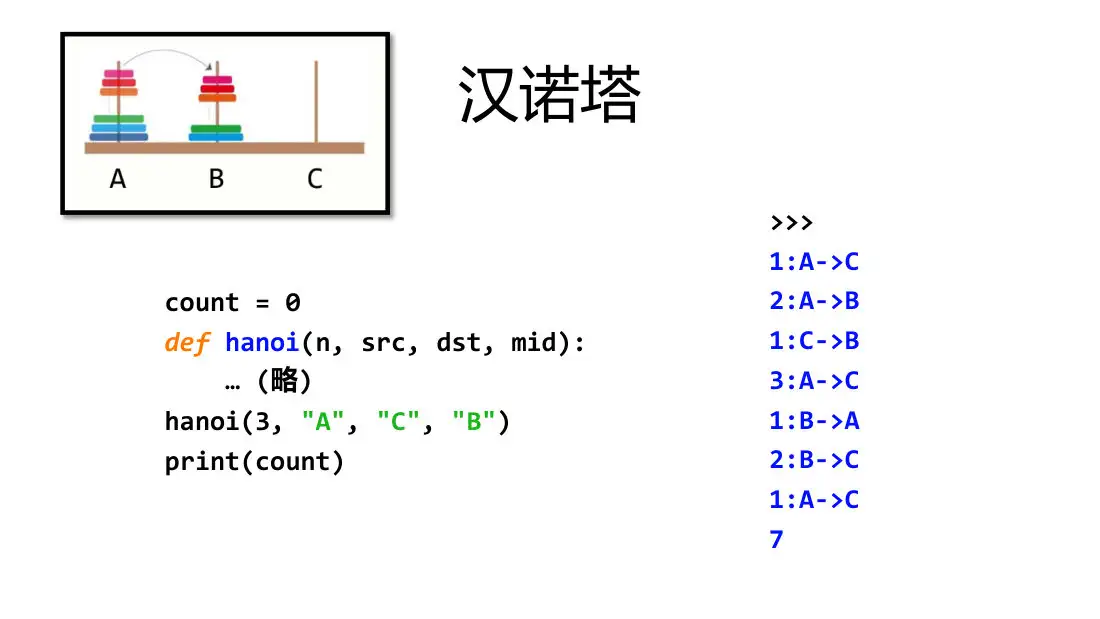 汉诺塔
A B C
count = 0
def hanoi(n, src, dst, mid):
… (略)
hanoi(3, "A", "C", "B")
print(count)
>>>
1:A->C
2:A->B
1:C->B
3:A->C
1:B->A
2:B->C
1:A->C
7